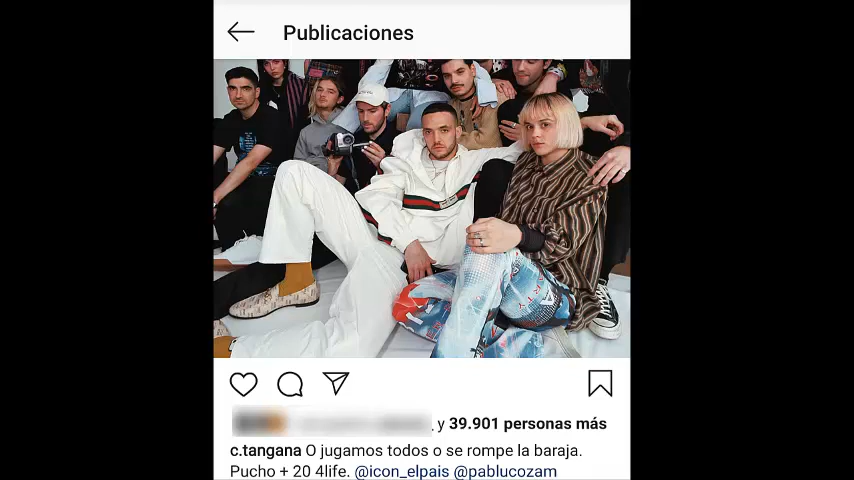 Publicaciones
y 39.901 personas más
c.tangana O jugamos todos o se rompe la baraja.
Pucho + 20 4life. @icon_elpais @pablucozam